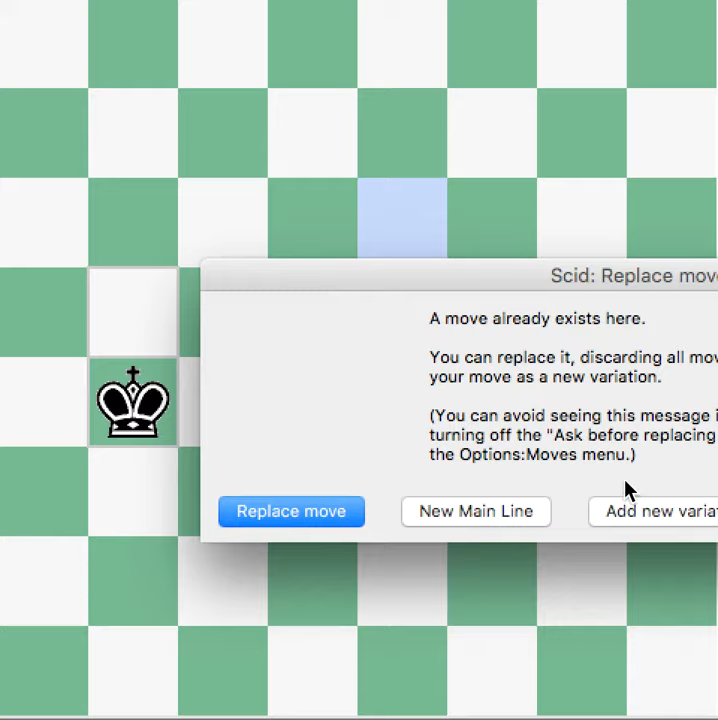 Scid: Replace mov
A move already exists here.
You can replace it, discarding all mov
your move as a new variation.
(You can avoid seeing this message i
turning off the "Ask before replacing
the Options:Moves menu.)
Replace move
New Main Line
Add new varia